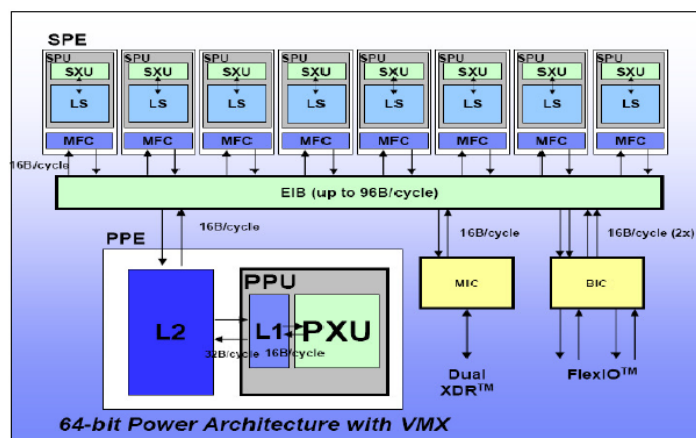 SPE
SPU SPU SPU SPU SPU SPU SPU SPU
SXU SXU SXU SXU SXU SXU SXU SXU
LS LS LS LS LS LS LS LS
MFC MFC MFC MFC MFC MFC MFC MFC
16B/cycle
EIB (up to 96B/cycle)
16B/cycle 16B/cycle 16B/cycle (2x)
PPE
PPU
MIC BIC
L2 L1 PXU
32B/cycle 16B/cycle
Dual
XDR™
FlexIO™
64-bit Power Architecture with VMX